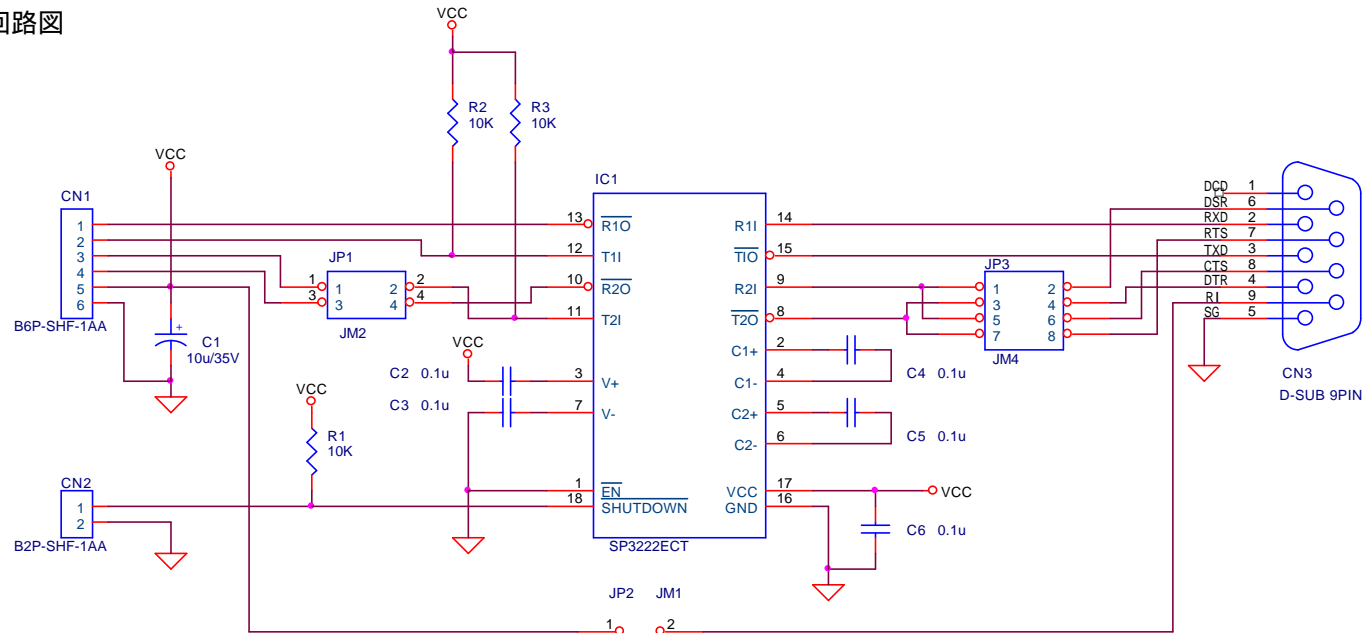 回路図
VCC
R2
10K
R3
10K
VCC
CN1
1
2
3
4
5
6
B6P-SHF-1AA
C1
10u/35V
+
JP1
1
3
1
3
2
4
2
4
JM2
VCC
C2 0.1u
C3 0.1u
VCC
R1
10K
CN2
1
2
B2P-SHF-1AA
IC1
13
R1O
12
T1I
10
R2O
11
T2I
3
V+
7
V-
1
EN
18
SHUTDOWN
R1I
14
TIO
15
R2I
9
T2O
8
C1+
2
C1-
4
C2+
5
C2-
6
VCC
17
GND
16
SP3222ECT
C4 0.1u
C5 0.1u
VCC
C6 0.1u
JP3
1
3
5
7
2
4
6
8
JM4
DCD 1
DSR 6
RXD 2
RTS 7
TXD 3
CTS 8
DTR 4
RI 9
SG 5
CN3
D-SUB 9PIN
JP2 JM1
1
2